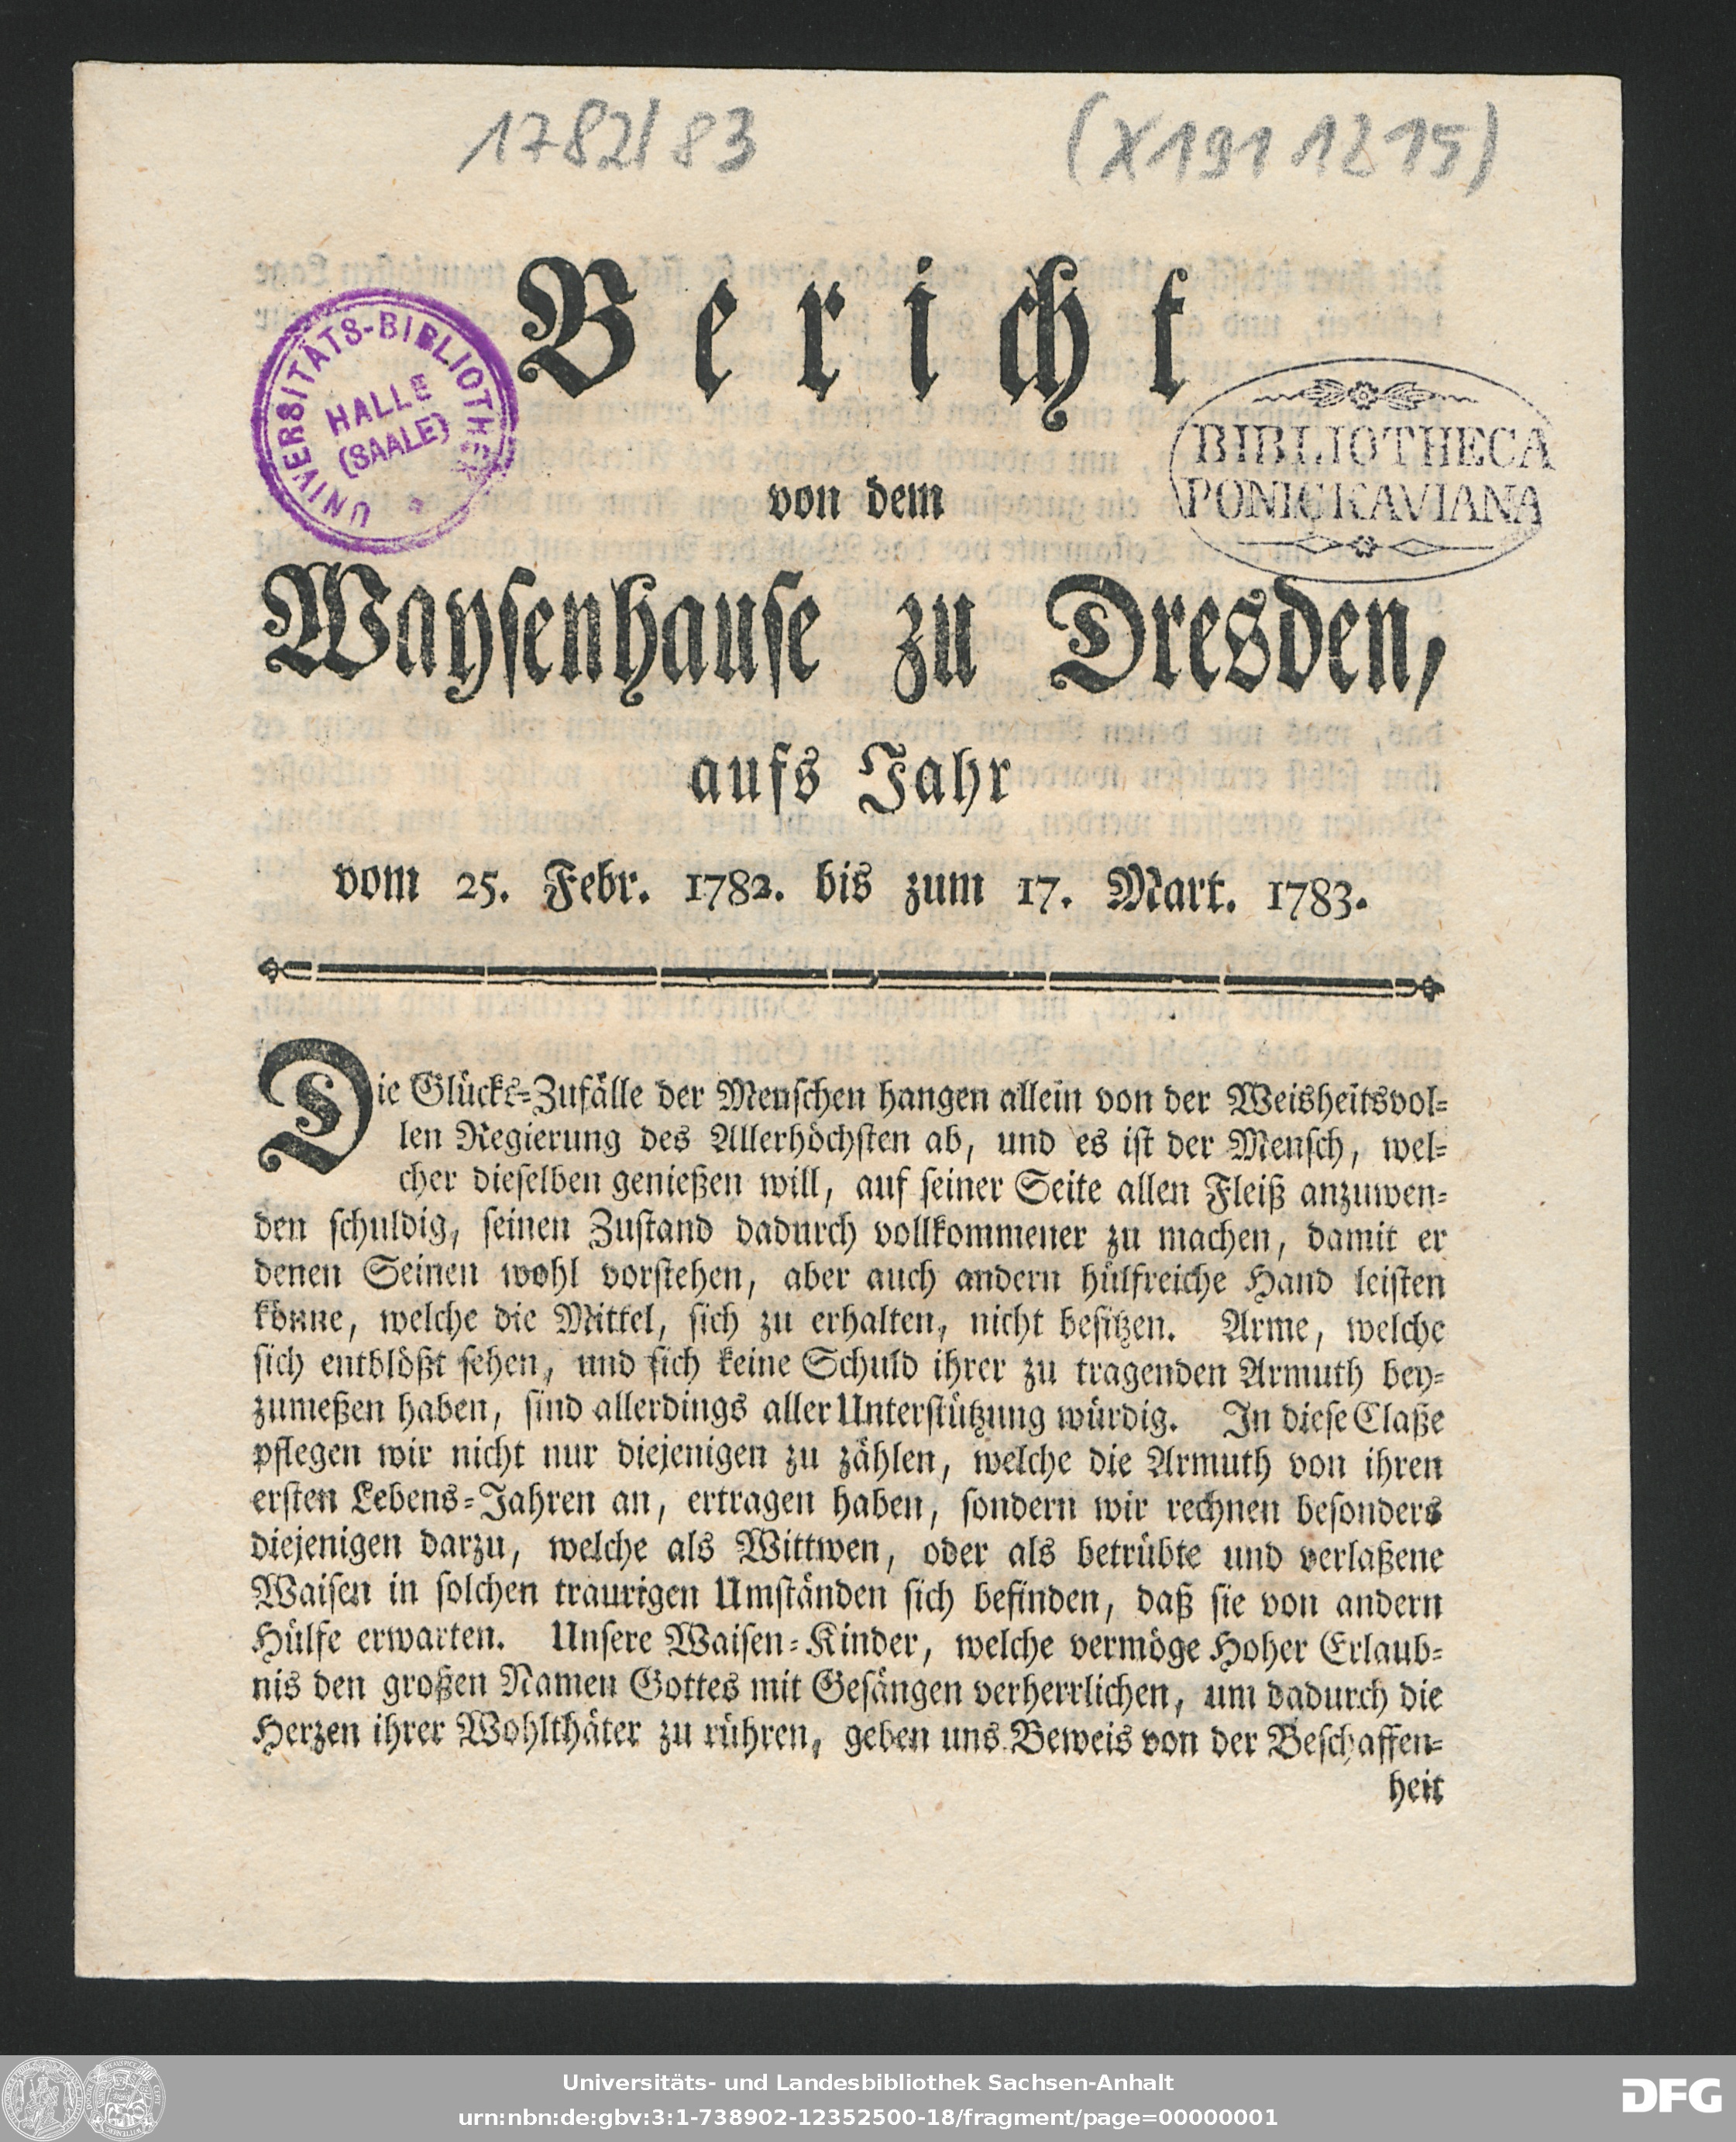 1782/83
(X1911215)
Bericht
UNIVERSITÄTS-BIBLIOTHEK
HALLE
(SAALE)
BIBLIOTHECA
PONICKAVIANA
von dem
Waysenhause zu Dresden,
aufs Jahr
vom 25. Febr. 1782. bis zum 17. Mart. 1783.
Die Glücks-Zufälle der Menschen hangen allein von der Weisheitsvol-
len Regierung des Allerhöchsten ab, und es ist der Mensch, wel-
cher dieselben genießen will, auf seiner Seite allen Fleiß anzuwen-
den schuldig, seinen Zustand dadurch vollkommener zu machen, damit er
denen Seinen wohl vorstehen, aber auch andern hülfreiche Hand leisten
könne, welche die Mittel, sich zu erhalten, nicht besitzen. Arme, welche
sich entblößt sehen, und sich keine Schuld ihrer zu tragenden Armuth bey-
zumeßen haben, sind allerdings aller Unterstützung würdig. In diese Claße
pflegen wir nicht nur diejenigen zu zählen, welche die Armuth von ihren
ersten Lebens-Jahren an, ertragen haben, sondern wir rechnen besonders
diejenigen darzu, welche als Wittwen, oder als betrübte und verlaßene
Waisen in solchen traurigen Umständen sich befinden, daß sie von andern
Hülfe erwarten. Unsere Waisen-Kinder, welche vermöge Hoher Erlaub-
nis den großen Namen Gottes mit Gesängen verherrlichen, um dadurch die
Herzen ihrer Wohlthäter zu rühren, geben uns Beweis von der Beschaffen-
heit
Universitäts- und Landesbibliothek Sachsen-Anhalt
urn:nbn:de:gbv:3:1-738902-12352500-18/fragment/page=00000001
DFG